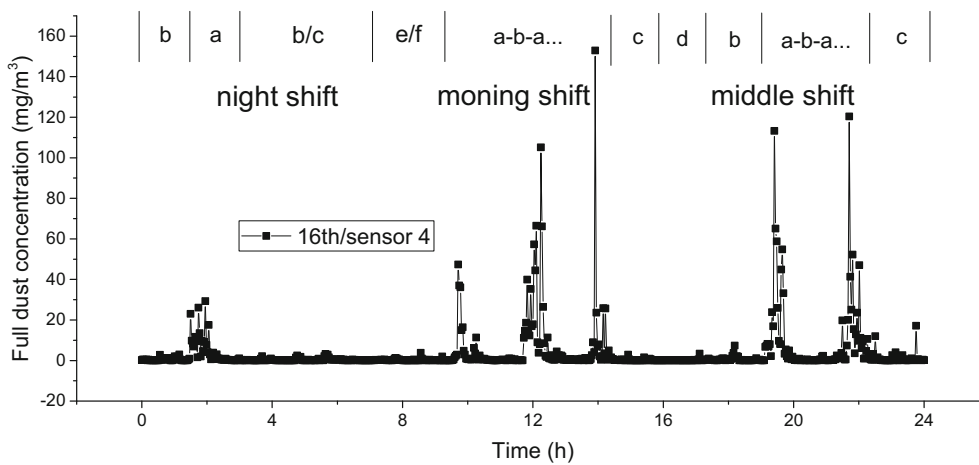 b a b/c e/f a-b-a... c d b a-b-a... c
night shift moning shift middle shift
16th/sensor 4
Full dust concentration (mg/m³)
160
140
120
100
80
60
40
20
0
-20
0 4 8 12 16 20 24
Time (h)